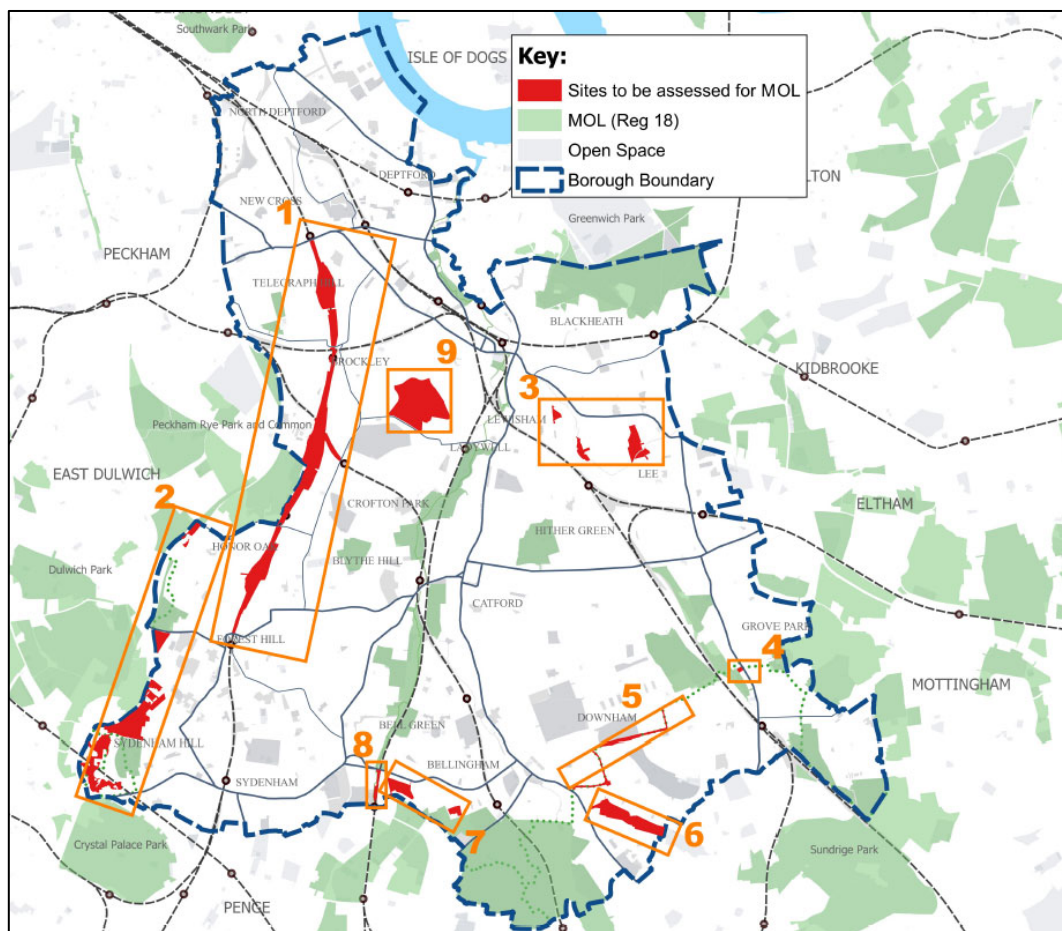 Southwark Park
ISLE OF DOGS
Key:
Sites to be assessed for MOL
MOL (Reg 18)
Open Space
Borough Boundary
NORTH DEPTFORD
DEPTFORD
NEW CROSS
Greenwich Park
1
PECKHAM
TELEGRAPH HILL
BLACKHEATH
9
KIDBROOKE
3
Peckham Rye Park and Common
LEWISHAM
LADYWELL
LEE
EAST DULWICH
2
CROFTON PARK
ELTHAM
HITHER GREEN
HONOR OAK
BLYTHE HILL
Dulwich Park
CATFORD
FOREST HILL
GROVE PARK
4
MOTTINGHAM
5
DOWNHAM
BELL GREEN
SYDENHAM HILL
8
BELLINGHAM
SYDENHAM
7
6
Crystal Palace Park
Sundrige Park
PENGE